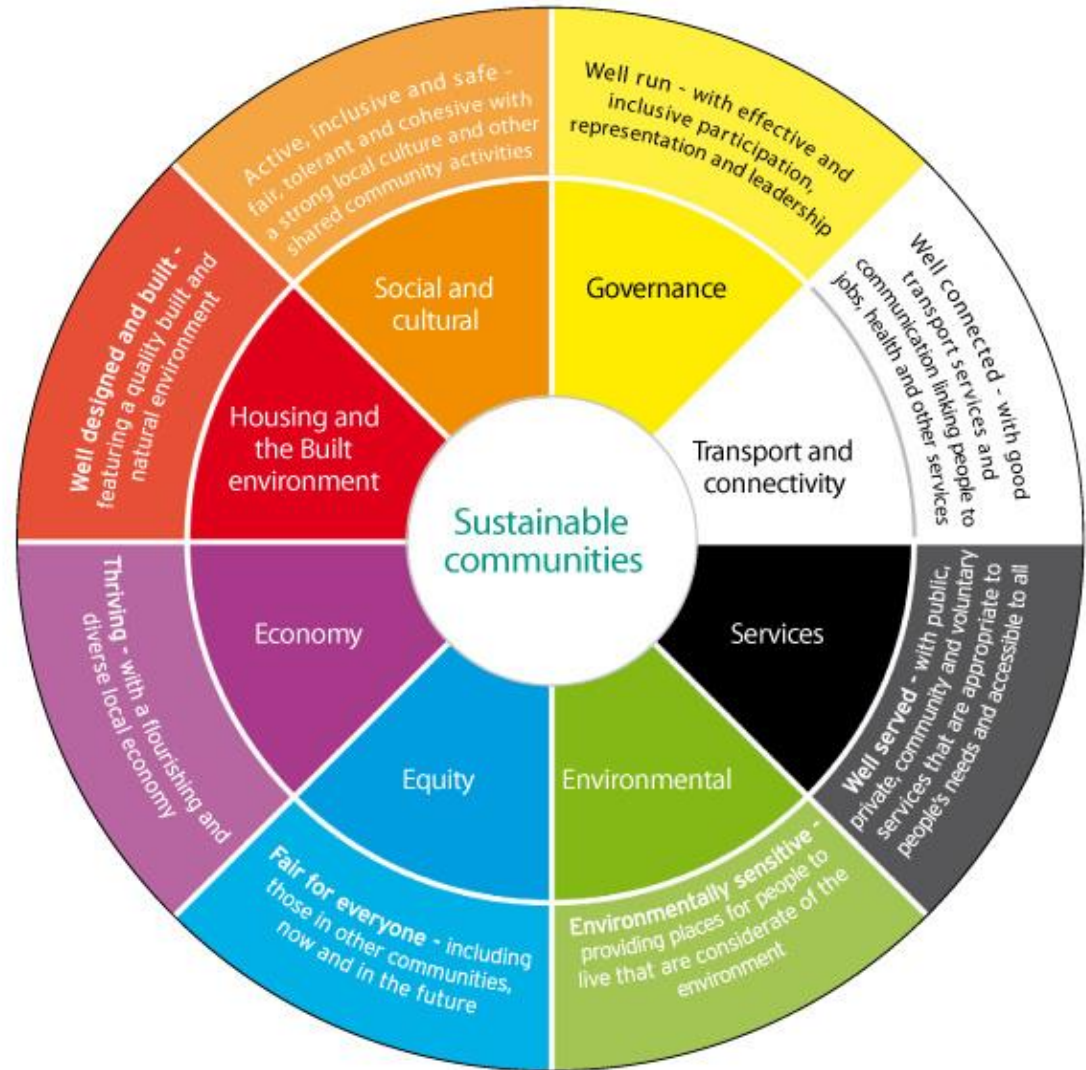 Sustainable
communities
Governance
Well run - with effective and
inclusive participation,
representation and leadership
Transport and
connectivity
Well connected - with good
transport services and
communication linking people to
jobs, health and other services
Services
Well served - with public,
private, community and voluntary
services that are appropriate to
people's needs and accessible to all
Environmental
Environmentally sensitive -
providing places for people to
live that are considerate of the
environment
Equity
Fair for everyone - including
those in other communities,
now and in the future
Economy
Thriving - with a flourishing and
diverse local economy
Housing and
the Built
environment
Well designed and built -
featuring a quality built and
natural environment
Social and
cultural
Active, inclusive and safe -
fair, tolerant and cohesive with
a strong local culture and other
shared community activities